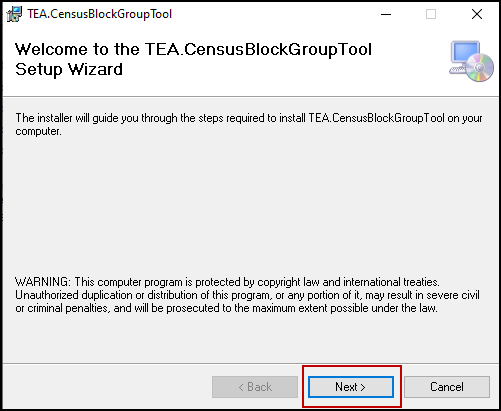 TEA.CensusBlockGroupTool
Welcome to the TEA.CensusBlockGroupTool
Setup Wizard
The installer will guide you through the steps required to install TEA.CensusBlockGroupTool on your
computer.
WARNING: This computer program is protected by copyright law and international treaties.
Unauthorized duplication or distribution of this program, or any portion of it, may result in severe civil
or criminal penalties, and will be prosecuted to the maximum extent possible under the law.
< Back
Next >
Cancel